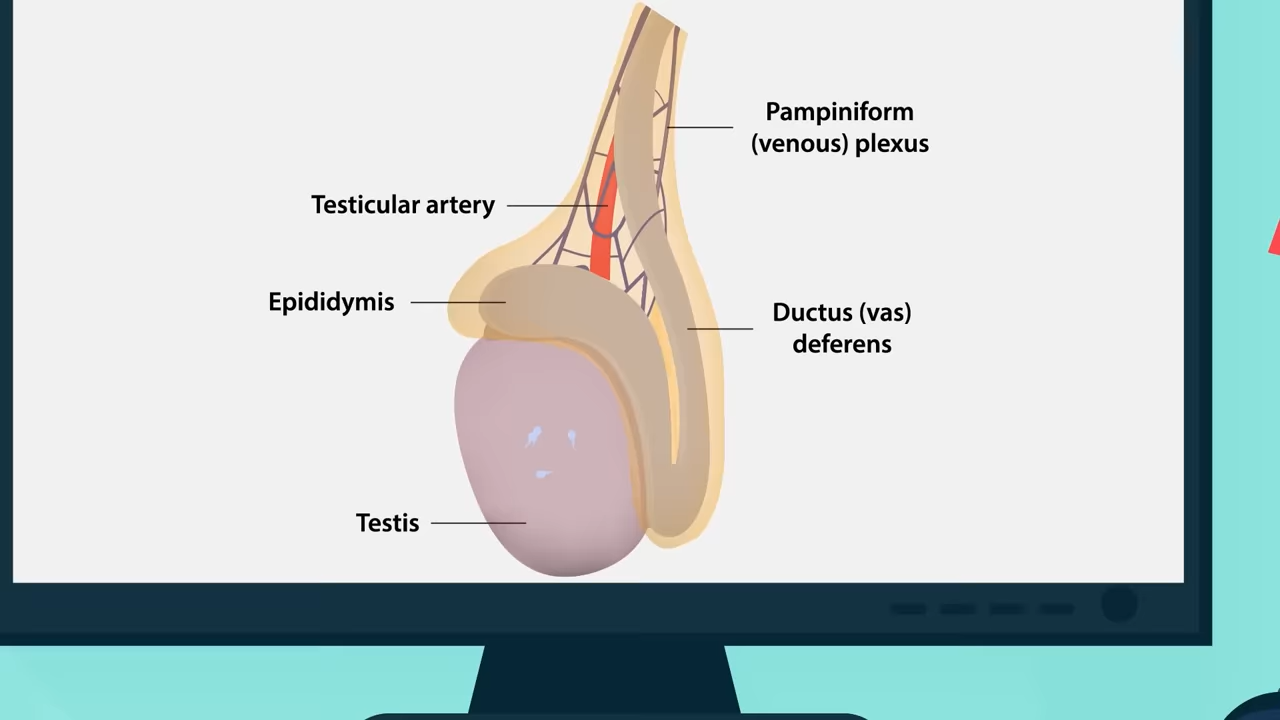 Pampiniform
(venous) plexus
Testicular artery
Epididymis
Ductus (vas)
deferens
Testis